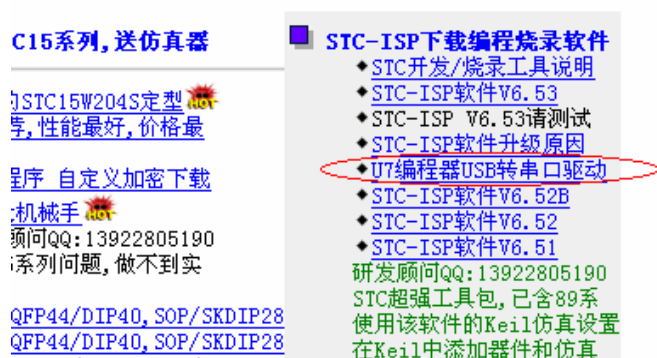 C15系列,送仿真器
STC15W204S定型HOT
性能最好,价格最
程序 自定义加密下载
机械手HOT
顾问QQ:13922805190
系列问题,做不到实
QFP44/DIP40,SOP/SKDIP28
QFP44/DIP40,SOP/SKDIP28
STC-ISP下载编程烧录软件
STC开发/烧录工具说明
STC-ISP软件V6.53
STC-ISP V6.53请测试
STC-ISP软件升级原因
U7编程器USB转串口驱动
STC-ISP软件V6.52B
STC-ISP软件V6.52
STC-ISP软件V6.51
研发顾问QQ:13922805190
STC超强工具包,已含89系
使用该软件的Keil仿真设置
在Keil中添加器件和仿真